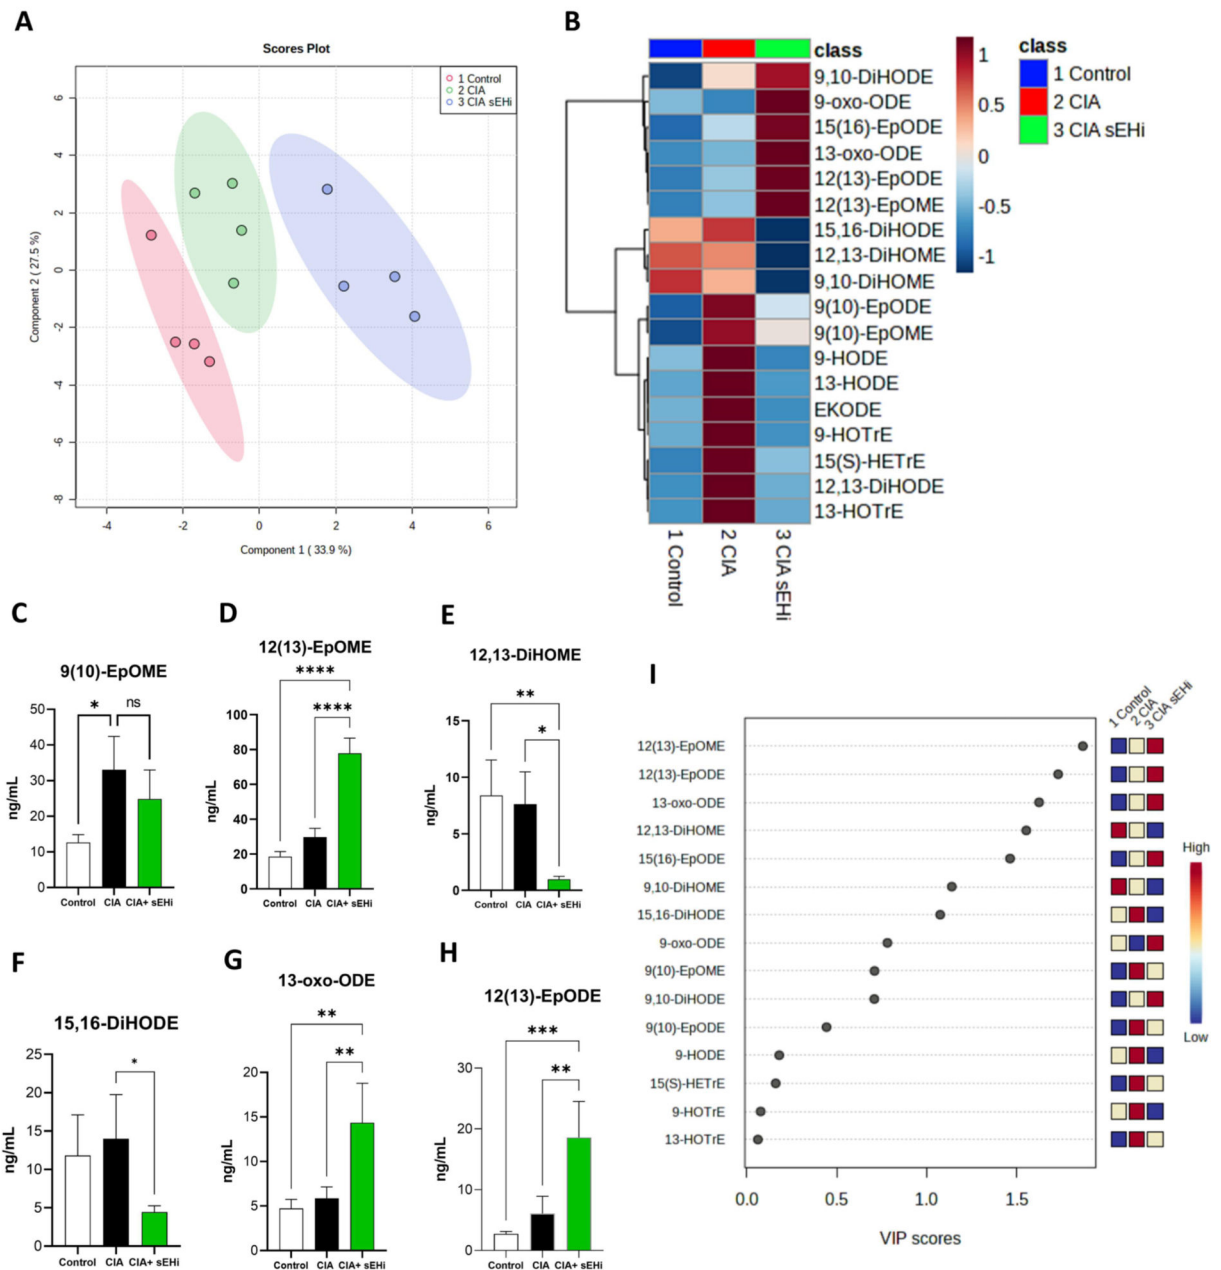 A
Scores Plot
1 Control
2 CIA
3 CIA sEHi
6
4
2
0
-2
-4
-6
-8
Component 2 ( 27.5 %)
-4
-2
0
2
4
6
Component 1 ( 33.9 %)
B
class
9,10-DiHODE
9-oxo-ODE
15(16)-EpODE
13-oxo-ODE
12(13)-EpODE
12(13)-EpOME
15,16-DiHODE
12,13-DiHOME
9,10-DiHOME
9(10)-EpODE
9(10)-EpOME
9-HODE
13-HODE
EKODE
9-HOTrE
15(S)-HETrE
12,13-DiHODE
13-HOTrE
1 Control
2 CIA
3 CIA sEHi
1
0.5
0
-0.5
-1
class
1 Control
2 CIA
3 CIA sEHi
C
9(10)-EpOME
* ns
50
40
30
20
10
0
ng/mL
Control CIA CIA+ sEHi
D
12(13)-EpOME
****
****
100
80
60
40
20
0
ng/mL
Control CIA CIA+ sEHi
E
12,13-DiHOME
**
*
15
10
5
0
ng/mL
Control CIA CIA+ sEHi
F
15,16-DiHODE
*
25
20
15
10
5
0
ng/mL
Control CIA CIA+ sEHi
G
13-oxo-ODE
**
**
20
15
10
5
0
ng/mL
Control CIA CIA+ sEHi
H
12(13)-EpODE
***
**
30
20
10
0
ng/mL
Control CIA CIA+ sEHi
I
1 Control
2 CIA
3 CIA sEHi
12(13)-EpOME
12(13)-EpODE
13-oxo-ODE
12,13-DiHOME
15(16)-EpODE
9,10-DiHOME
15,16-DiHODE
9-oxo-ODE
9(10)-EpOME
9,10-DiHODE
9(10)-EpODE
9-HODE
15(S)-HETrE
9-HOTrE
13-HOTrE
0.0 0.5 1.0 1.5
VIP scores
High
Low